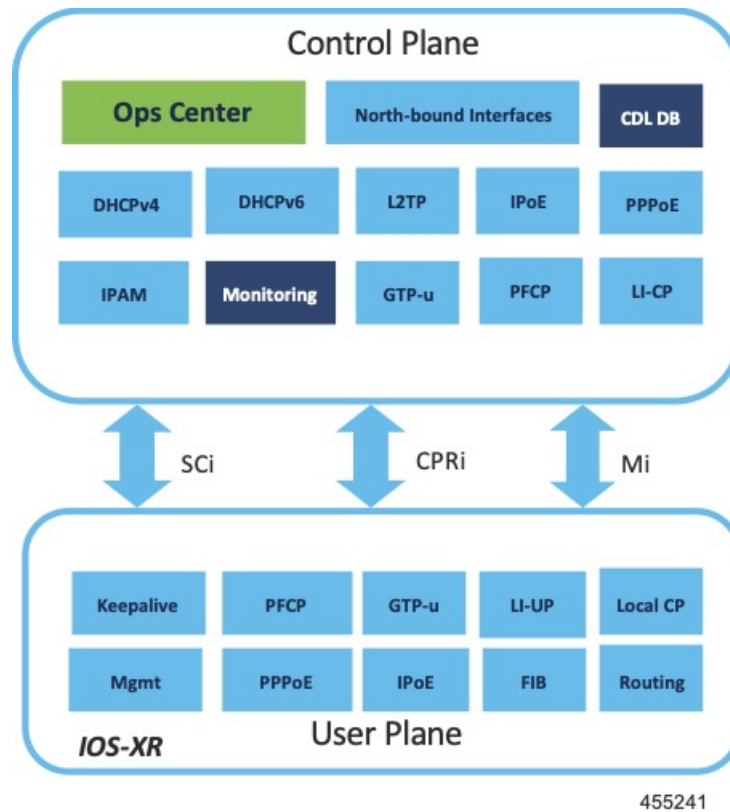 Control Plane
Ops Center
North-bound Interfaces
CDL DB
DHCPv4
DHCPv6
L2TP
IPoE
PPPoE
IPAM
Monitoring
GTP-u
PFCP
LI-CP
SCi
CPRi
Mi
Keepalive
PFCP
GTP-u
LI-UP
Local CP
Mgmt
PPPoE
IPoE
FIB
Routing
IOS-XR
User Plane
455241